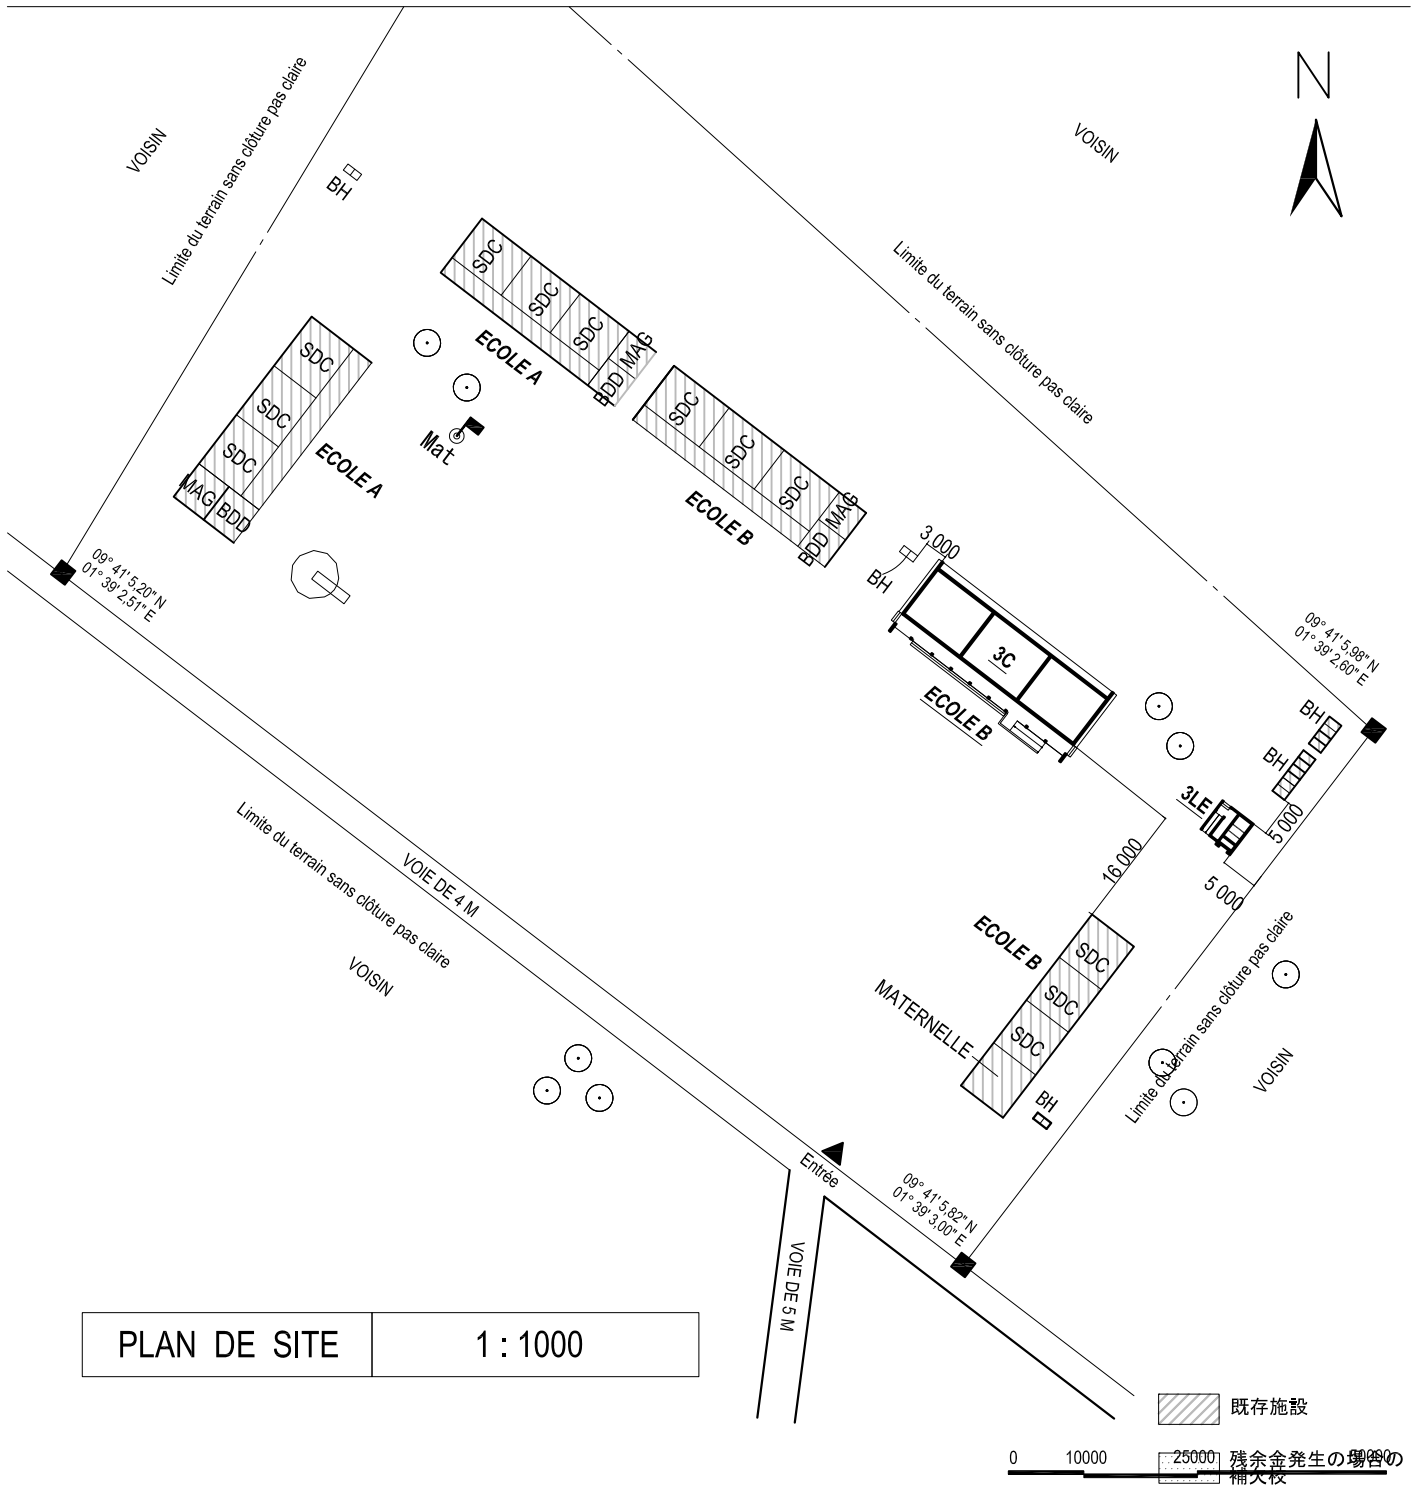 N
VOISIN
Limite du terrain sans clôture pas claire
VOISIN
BH
Limite du terrain sans clôture pas claire
SDC
SDC
SDC
MAG
BDD
ECOLE A
SDC
SDC
SDC
MAG
BDD
ECOLE A
Mat
SDC
SDC
SDC
MAG
BDD
ECOLE B
BH
3 000
3C
ECOLE B
09° 41' 5,20" N
01° 39' 2,51" E
09° 41' 5,98" N
01° 39' 2,60" E
BH
BH
3LE
5 000
5 000
16 000
Limite du terrain sans clôture pas claire
VOIE DE 4 M
VOISIN
ECOLE B
SDC
SDC
SDC
MATERNELLE
BH
Limite du terrain sans clôture pas claire
VOISIN
Entrée
09° 41' 5,82" N
01° 39' 3,00" E
VOIE DE 5 M
PLAN DE SITE 1 : 1000
既存施設
0 10000 25000 50000
残余金発生の場合の
補欠校